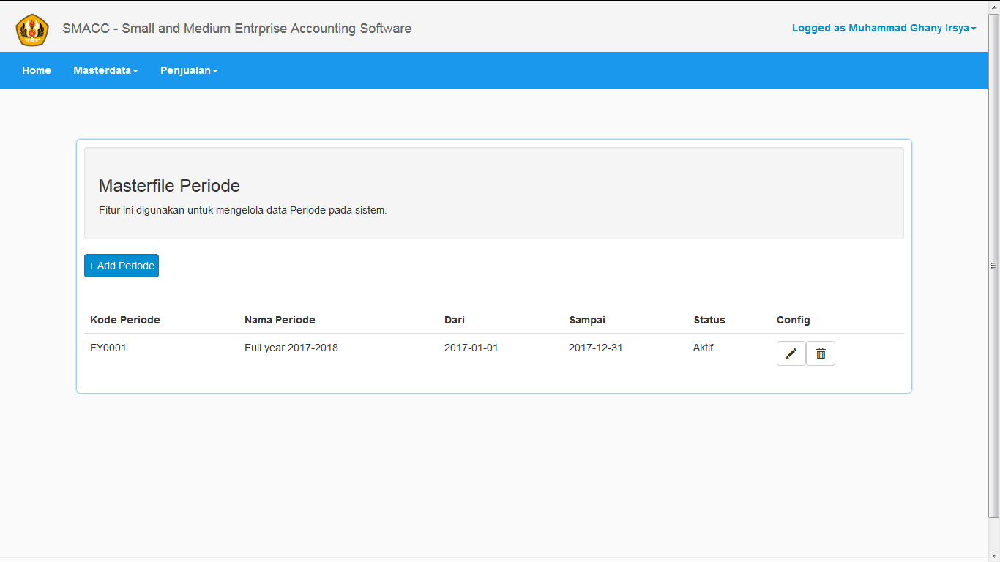 SMACC - Small and Medium Entrprise Accounting Software
Logged as Muhammad Ghany Irsya
Home Masterdata Penjualan
Masterfile Periode
Fitur ini digunakan untuk mengelola data Periode pada sistem.
+ Add Periode
Kode Periode Nama Periode Dari Sampai Status Config
FY0001 Full year 2017-2018 2017-01-01 2017-12-31 Aktif